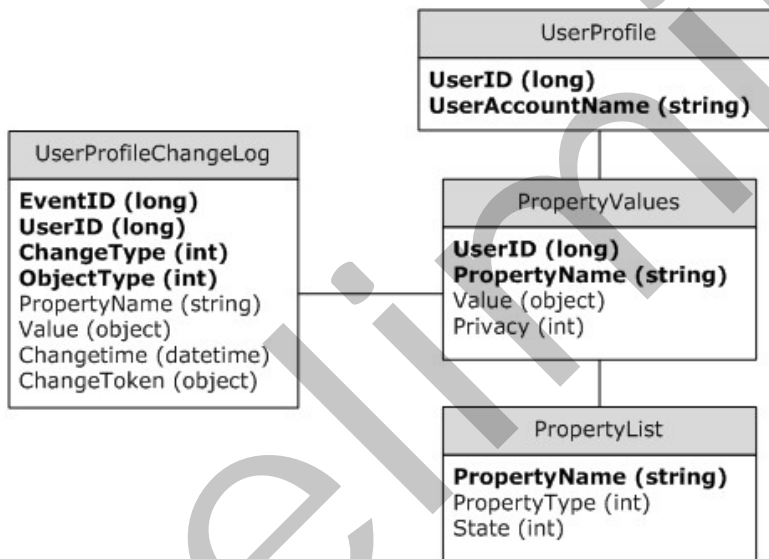 UserProfile
UserID (long)
UserAccountName (string)
UserProfileChangeLog
EventID (long)
UserID (long)
ChangeType (int)
ObjectType (int)
PropertyName (string)
Value (object)
Changetime (datetime)
ChangeToken (object)
PropertyValues
UserID (long)
PropertyName (string)
Value (object)
Privacy (int)
PropertyList
PropertyName (string)
PropertyType (int)
State (int)
elimi